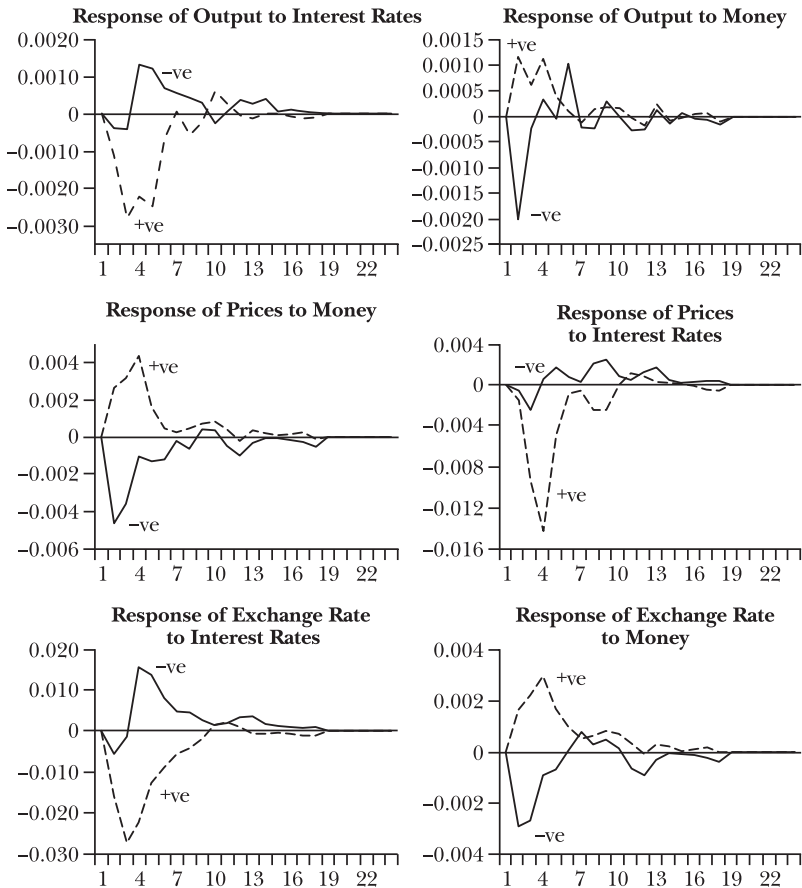 Response of Output to Interest Rates
0.0020
0.0010
0
−0.0010
−0.0020
−0.0030
−ve
+ve
1 4 7 10 13 16 19 22
Response of Output to Money
0.0015
0.0010
0.0005
0
−0.0005
−0.0010
−0.0015
−0.0020
−0.0025
+ve
−ve
1 4 7 10 13 16 19 22
Response of Prices to Money
0.004
0.002
0
−0.002
−0.004
−0.006
+ve
−ve
1 4 7 10 13 16 19 22
Response of Prices
to Interest Rates
0.004
0
−0.004
−0.008
−0.012
−0.016
−ve
+ve
1 4 7 10 13 16 19 22
Response of Exchange Rate
to Interest Rates
0.020
0.010
0
−0.010
−0.020
−0.030
−ve
+ve
1 4 7 10 13 16 19 22
Response of Exchange Rate
to Money
0.004
0.002
0
−0.002
−0.004
+ve
−ve
1 4 7 10 13 16 19 22